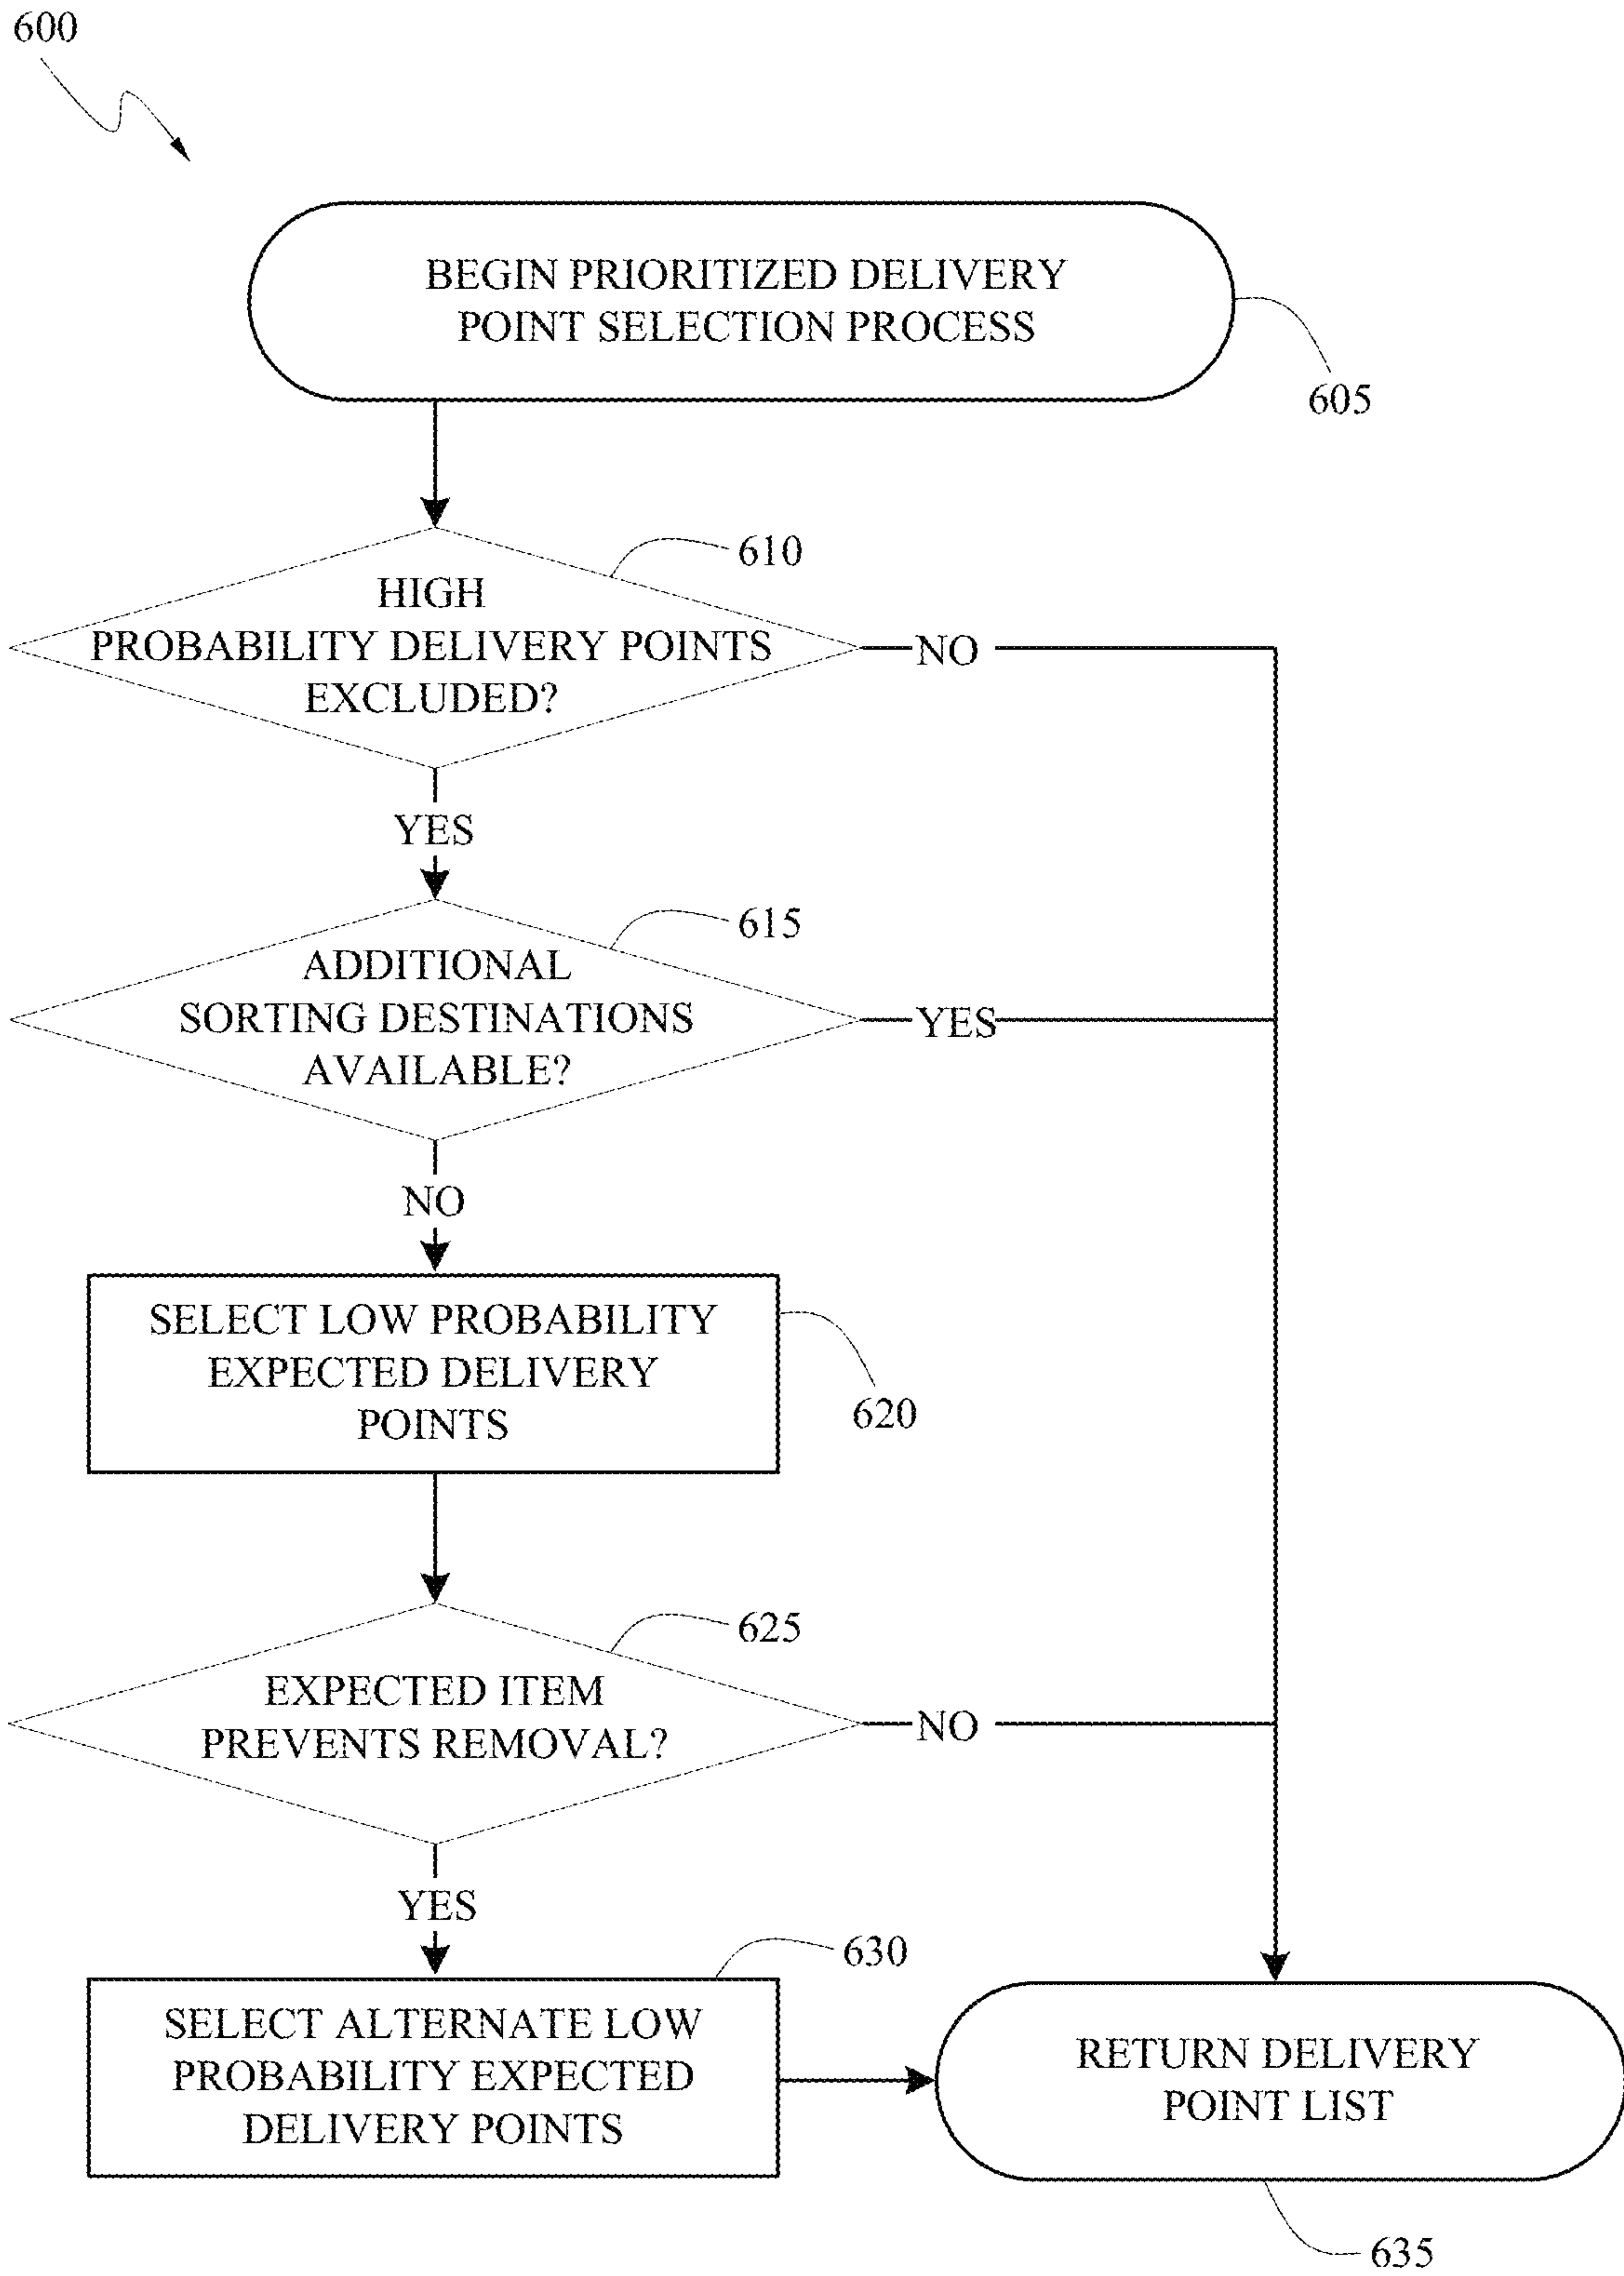 600
BEGIN PRIORITIZED DELIVERY
POINT SELECTION PROCESS
605
610
HIGH
PROBABILITY DELIVERY POINTS
EXCLUDED?
NO
YES
615
ADDITIONAL
SORTING DESTINATIONS
AVAILABLE?
YES
NO
SELECT LOW PROBABILITY
EXPECTED DELIVERY
POINTS
620
625
EXPECTED ITEM
PREVENTS REMOVAL?
NO
YES
630
SELECT ALTERNATE LOW
PROBABILITY EXPECTED
DELIVERY POINTS
RETURN DELIVERY
POINT LIST
635